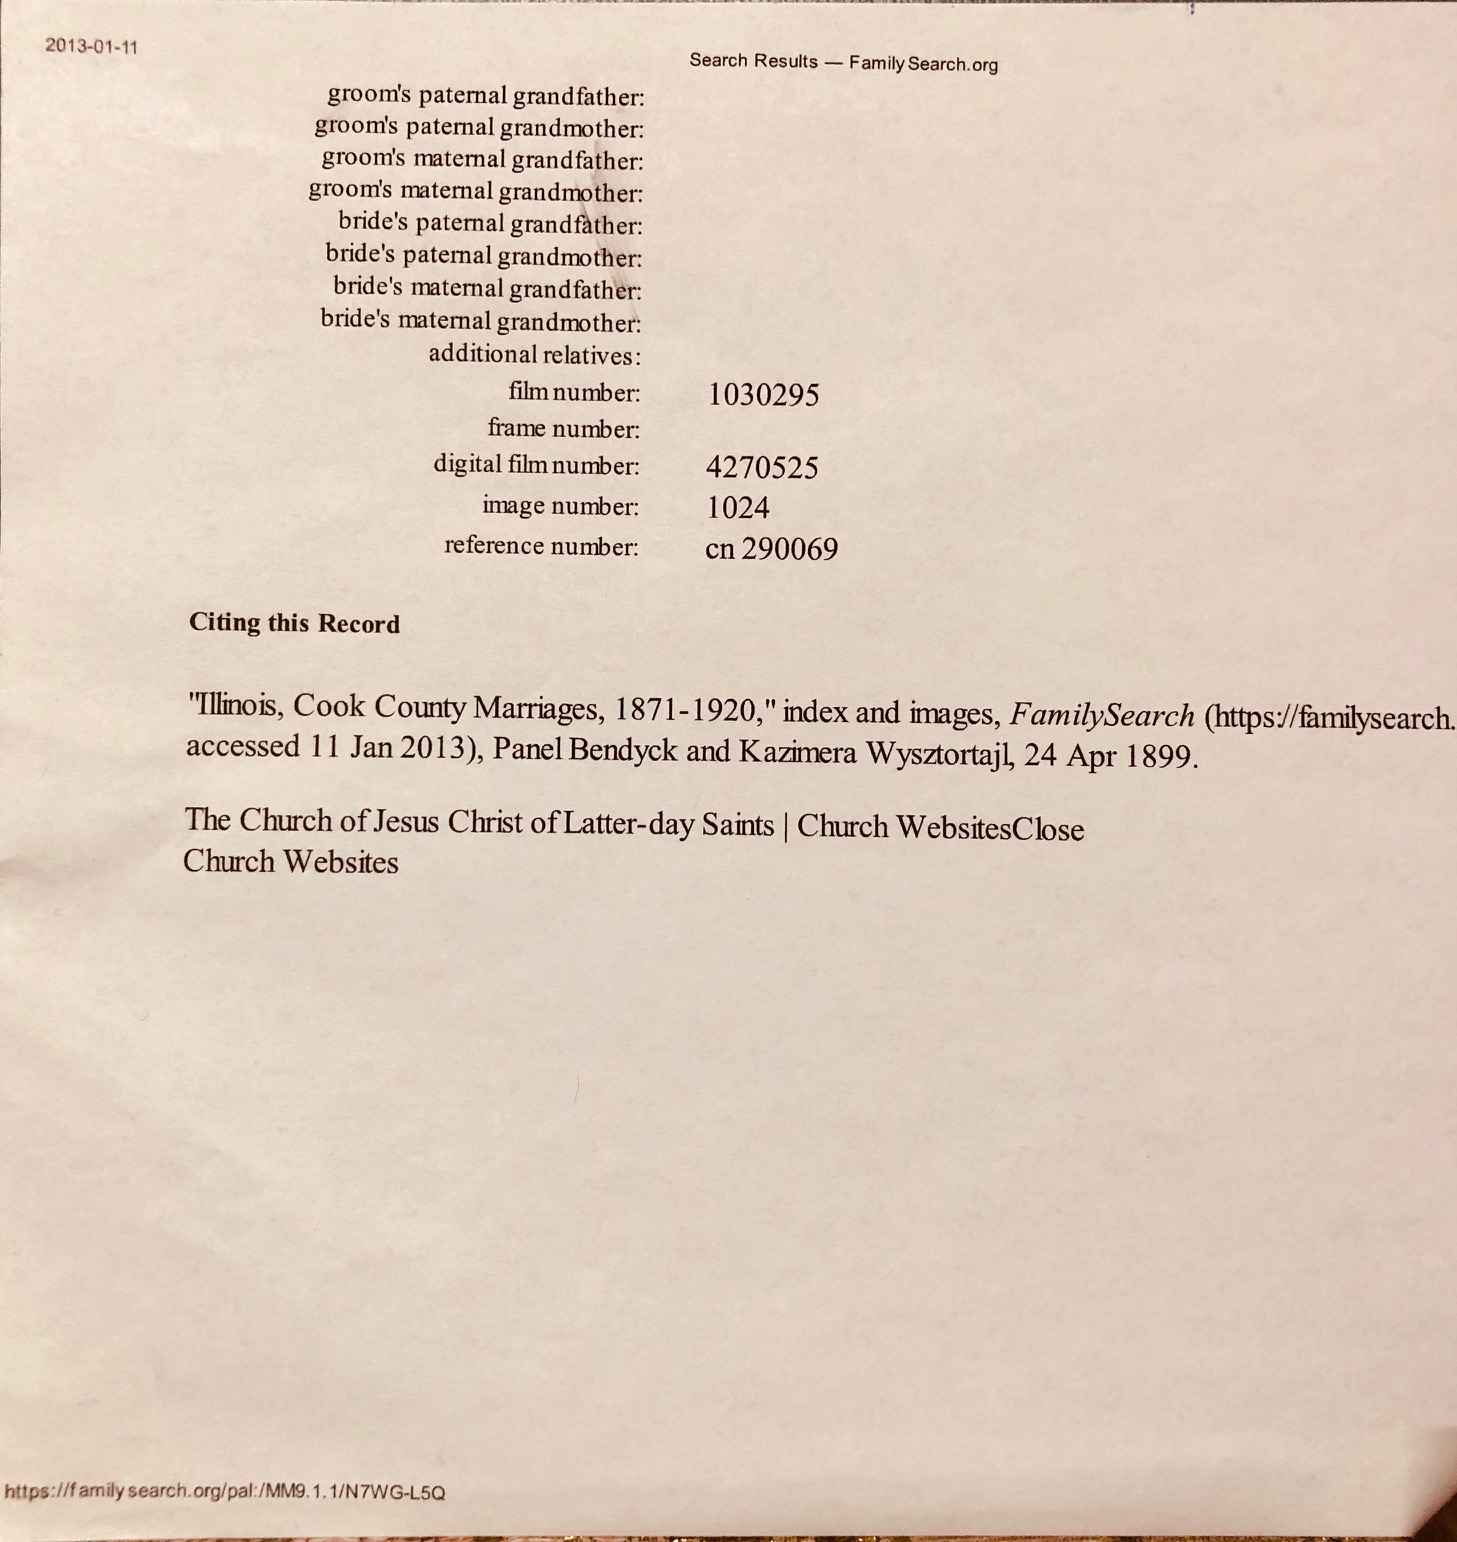 2013-01-11
Search Results — FamilySearch.org
groom's paternal grandfather:
groom's paternal grandmother:
groom's maternal grandfather:
groom's maternal grandmother:
bride's paternal grandfather:
bride's paternal grandmother:
bride's maternal grandfather:
bride's maternal grandmother:
additional relatives:
film number: 1030295
frame number:
digital film number: 4270525
image number: 1024
reference number: cn 290069
Citing this Record
"Illinois, Cook County Marriages, 1871-1920," index and images, FamilySearch (https://familysearch.
accessed 11 Jan 2013), Panel Bendyck and Kazimera Wysztortajl, 24 Apr 1899.
The Church of Jesus Christ of Latter-day Saints | Church WebsitesClose
Church Websites
https://familysearch.org/pal:/MM9.1.1/N7WG-L5Q